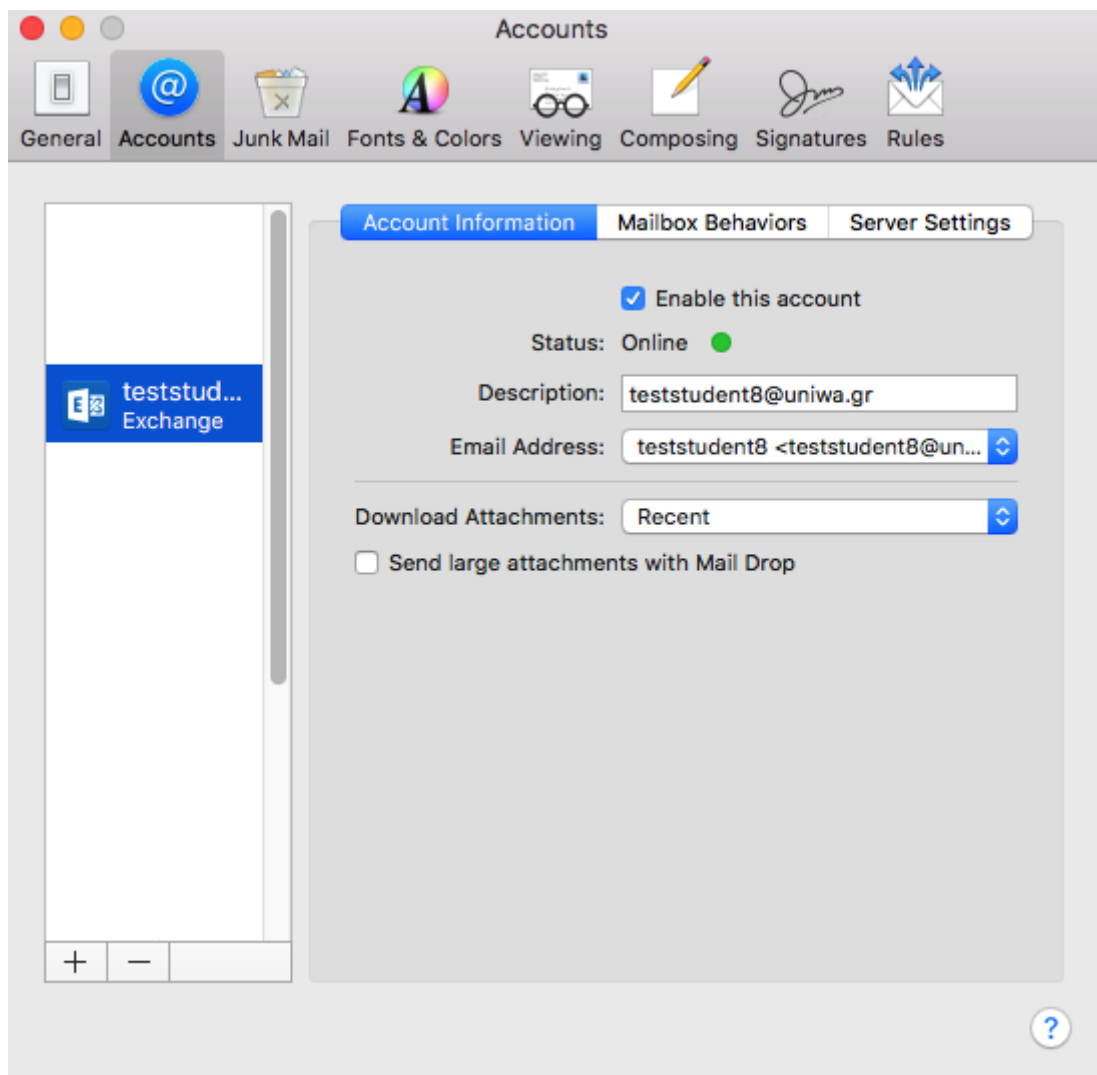 Accounts
General Accounts Junk Mail Fonts & Colors Viewing Composing Signatures Rules
Account Information Mailbox Behaviors Server Settings
Enable this account
Status: Online
teststud...
Exchange
Description: teststudent8@uniwa.gr
Email Address: teststudent8 <teststudent8@un...
Download Attachments: Recent
Send large attachments with Mail Drop
+ −
?